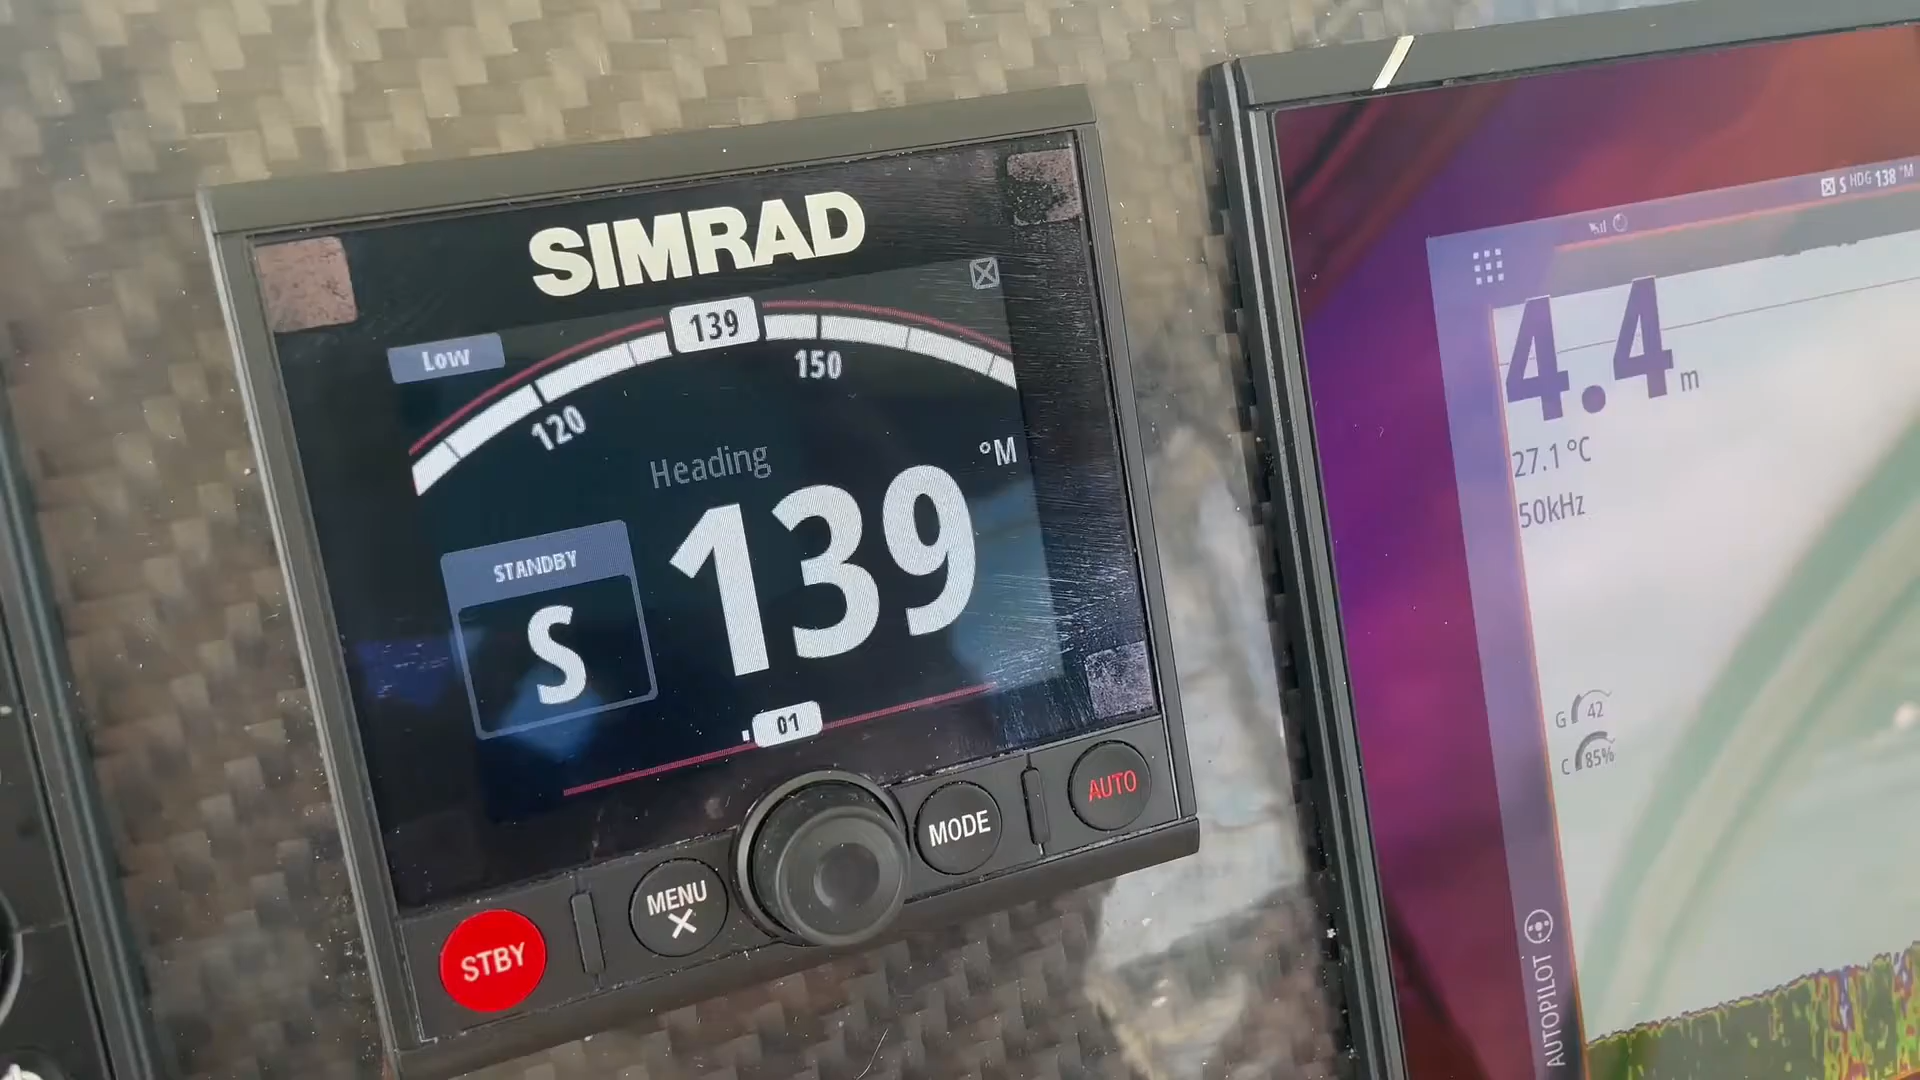 SIMRAD
Low
139
120
150
Heading
°M
STANDBY
S
139
01
STBY
MENU
MODE
AUTO
S HDG 138 °M
4.4 m
27.1 °C
50kHz
G 42
C 85%
AUTOPILOT